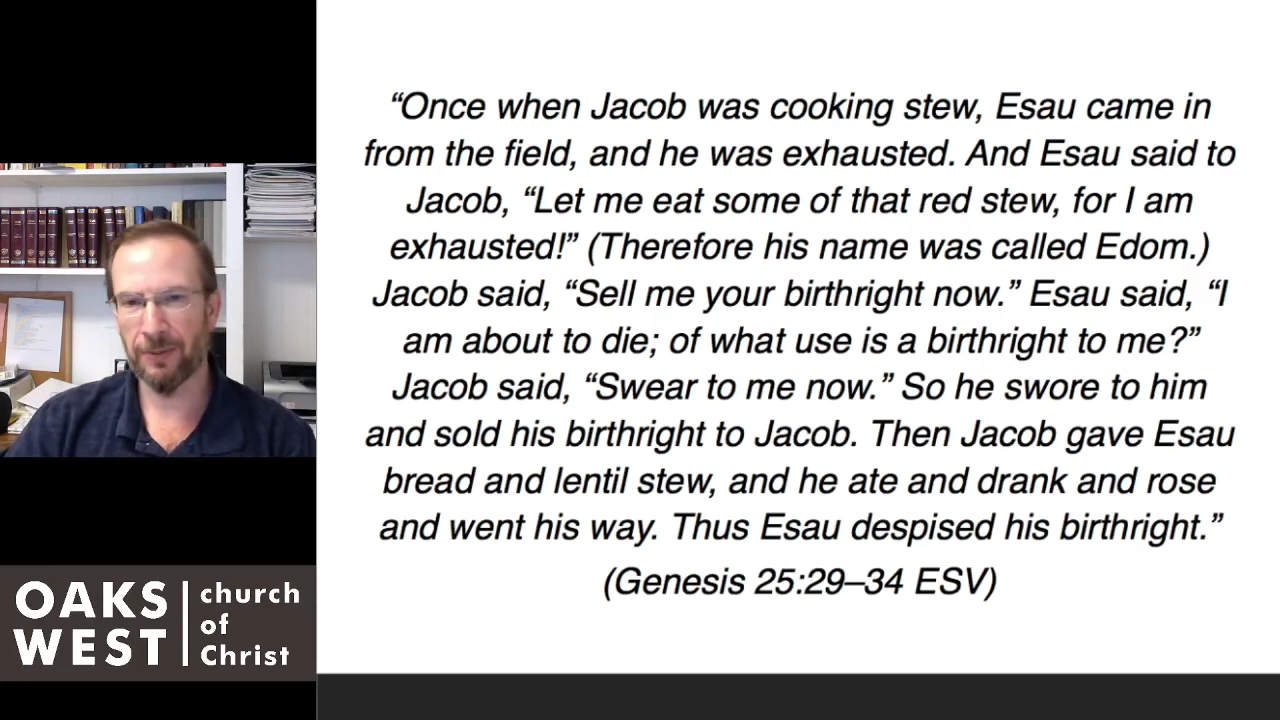 “Once when Jacob was cooking stew, Esau came in
from the field, and he was exhausted. And Esau said to
Jacob, “Let me eat some of that red stew, for I am
exhausted!” (Therefore his name was called Edom.)
Jacob said, “Sell me your birthright now.” Esau said, “I
am about to die; of what use is a birthright to me?”
Jacob said, “Swear to me now.” So he swore to him
and sold his birthright to Jacob. Then Jacob gave Esau
bread and lentil stew, and he ate and drank and rose
and went his way. Thus Esau despised his birthright.”
(Genesis 25:29–34 ESV)
OAKS
WEST
church
of
Christ